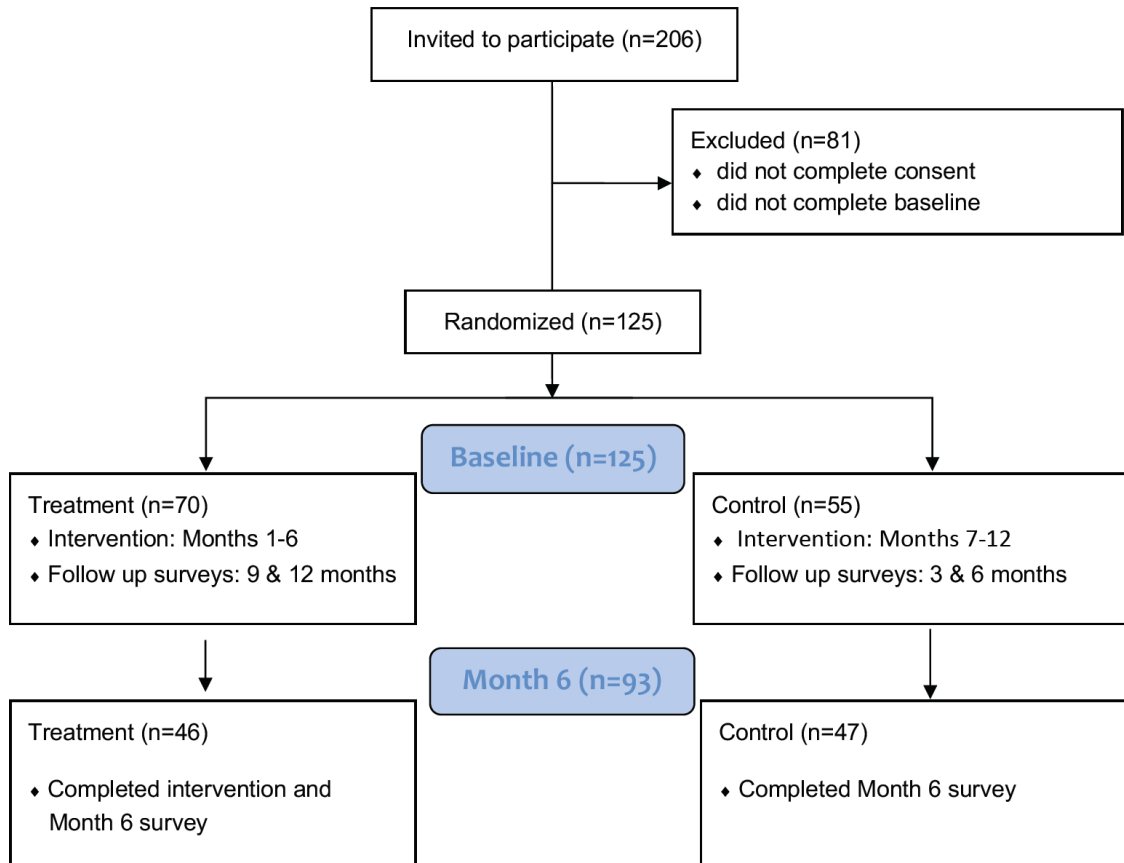 Invited to participate (n=206)
Excluded (n=81)
♦ did not complete consent
♦ did not complete baseline
Randomized (n=125)
Baseline (n=125)
Treatment (n=70)
♦ Intervention: Months 1-6
♦ Follow up surveys: 9 & 12 months
Control (n=55)
♦ Intervention: Months 7-12
♦ Follow up surveys: 3 & 6 months
Month 6 (n=93)
Treatment (n=46)
♦ Completed intervention and
Month 6 survey
Control (n=47)
♦ Completed Month 6 survey